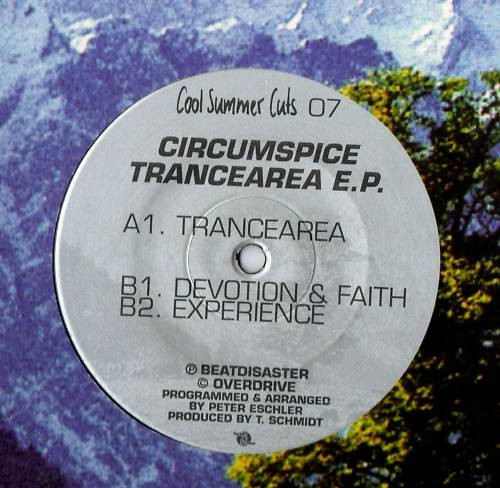 Cool Summer Cuts 07
CIRCUMSPICE
TRANCEAREA E.P.
A1. TRANCEAREA
B1. DEVOTION & FAITH
B2. EXPERIENCE
℗ BEATDISASTER
© OVERDRIVE
PROGRAMMED & ARRANGED
BY PETER ESCHLER
PRODUCED BY T. SCHMIDT